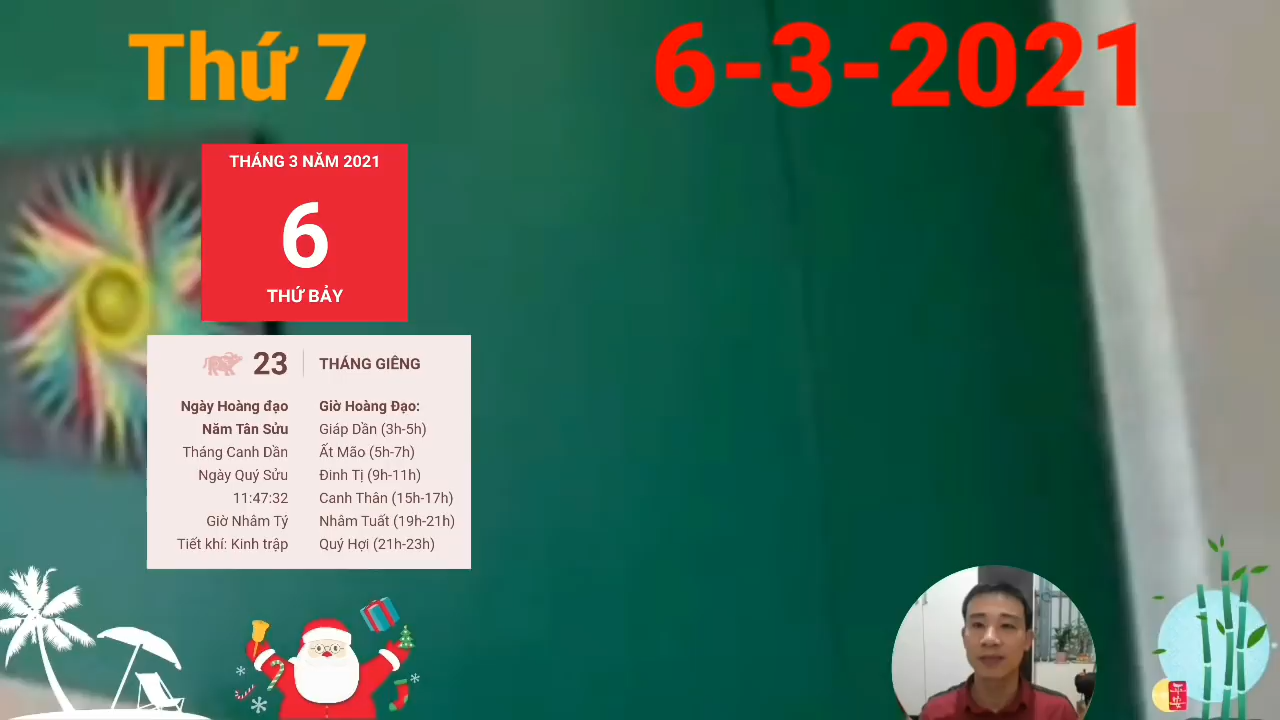 Thứ 7
6-3-2021
THÁNG 3 NĂM 2021
6
THỨ BẢY
23
THÁNG GIÊNG
Ngày Hoàng đạo
Năm Tân Sửu
Tháng Canh Dần
Ngày Quý Sửu
11:47:32
Giờ Nhâm Tý
Tiết khí: Kinh trập
Giờ Hoàng Đạo:
Giáp Dần (3h-5h)
Ất Mão (5h-7h)
Đinh Tị (9h-11h)
Canh Thân (15h-17h)
Nhâm Tuất (19h-21h)
Quý Hợi (21h-23h)